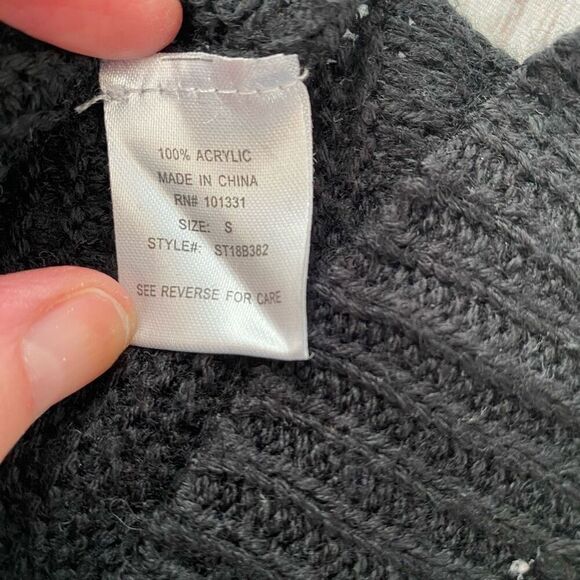 100% ACRYLIC
MADE IN CHINA
RN# 101331
SIZE: S
STYLE#: ST18B382
SEE REVERSE FOR CARE